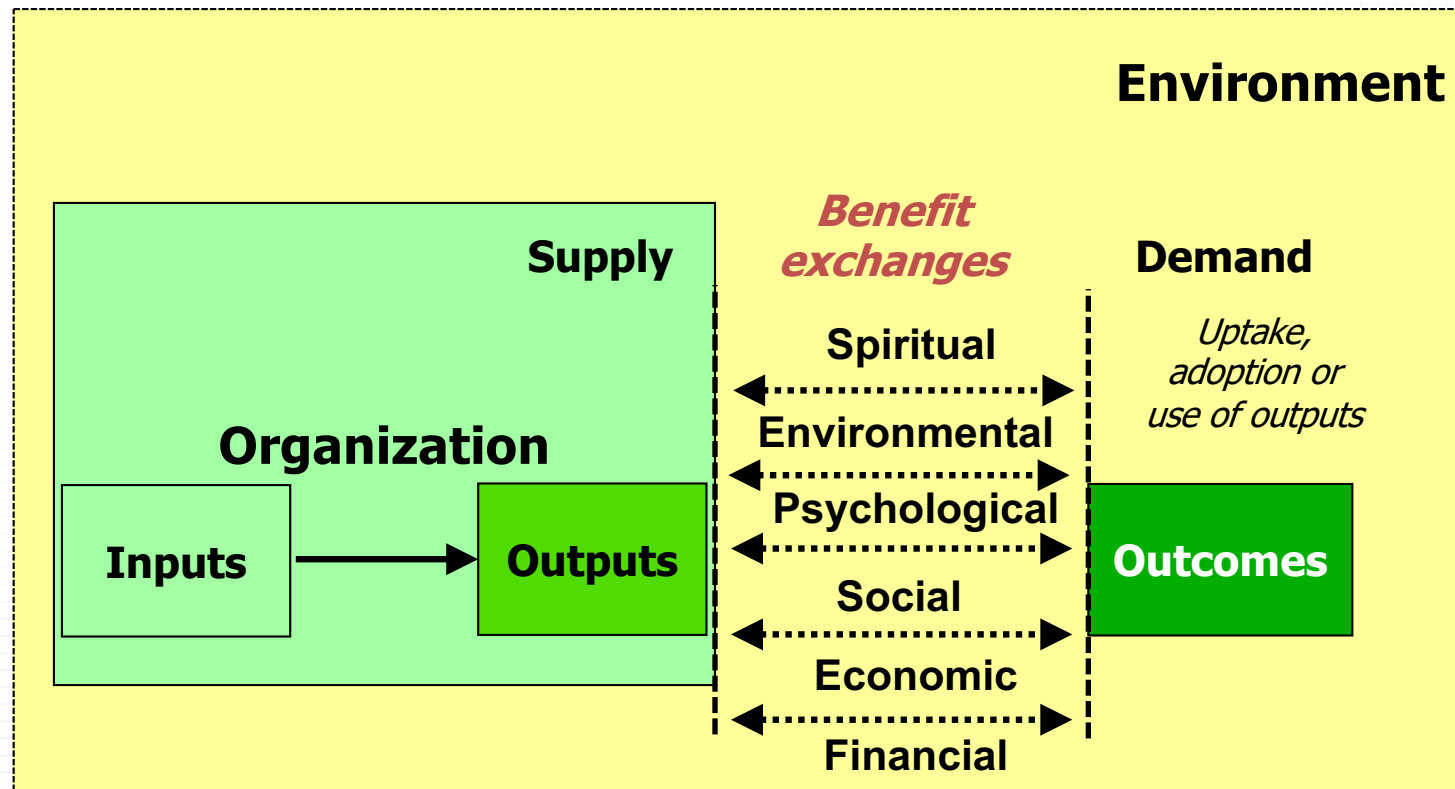 Environment
Supply
Benefit
exchanges
Demand
Spiritual
Uptake,
adoption or
use of outputs
Environmental
Organization
Psychological
Inputs
Outputs
Outcomes
Social
Economic
Financial